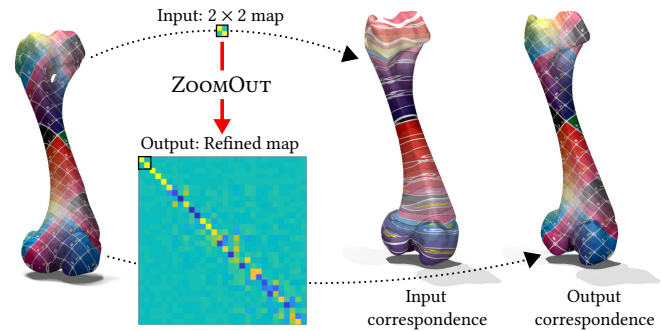 Input: 2 × 2 map
ZOOMOUT
Output: Refined map
Input
correspondence
Output
correspondence